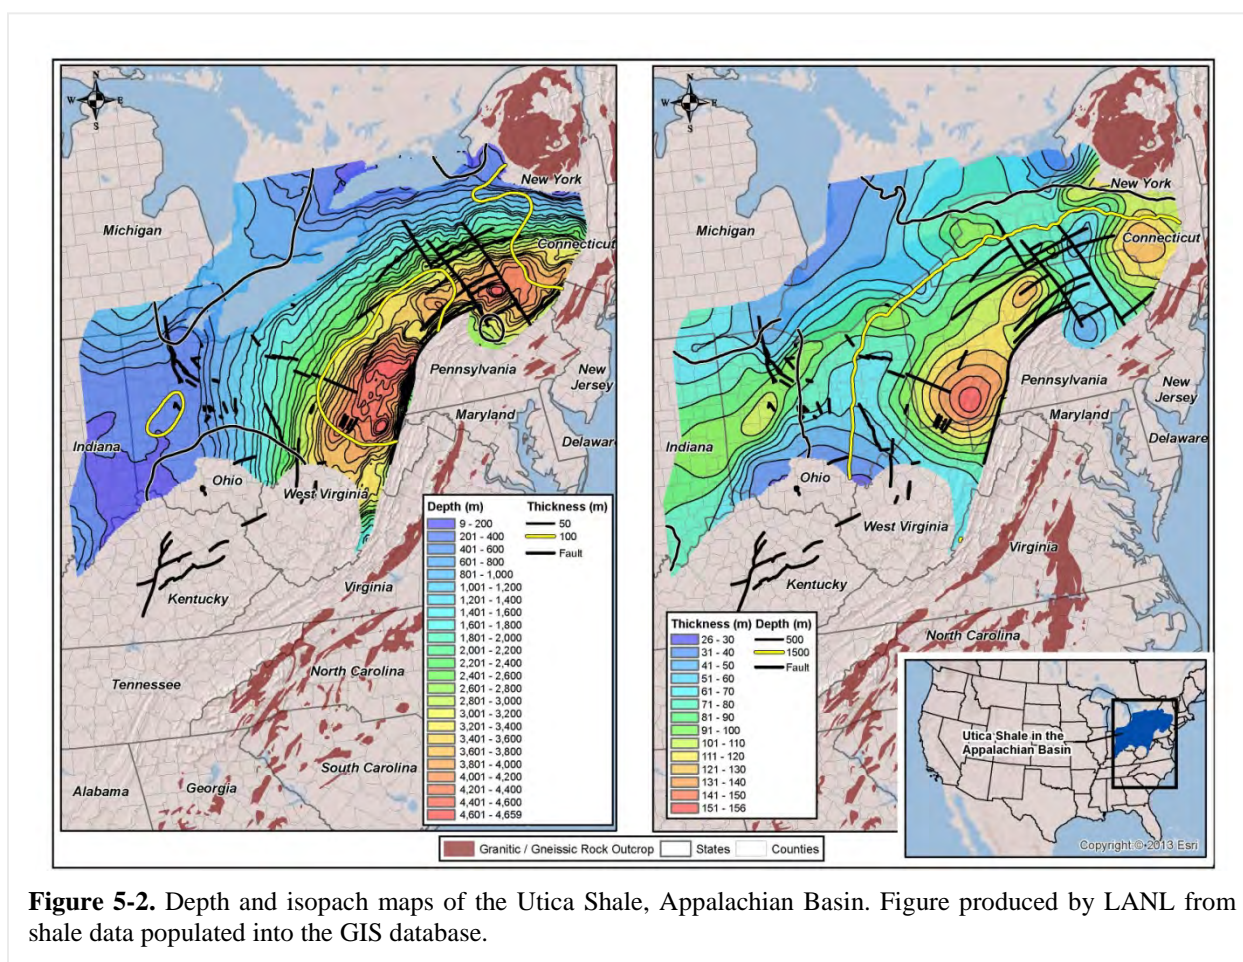 N
W E
S
Michigan
New York
Connecticut
Pennsylvania
New
Jersey
Maryland
Delaware
Indiana
Ohio
West Virginia
Virginia
Kentucky
Tennessee
North Carolina
South Carolina
Alabama
Georgia
Depth (m) Thickness (m)
9 - 200 50
201 - 400 100
401 - 600 Fault
601 - 800
801 - 1,000
1,001 - 1,200
1,201 - 1,400
1,401 - 1,600
1,601 - 1,800
1,801 - 2,000
2,001 - 2,200
2,201 - 2,400
2,401 - 2,600
2,601 - 2,800
2,801 - 3,000
3,001 - 3,200
3,201 - 3,400
3,401 - 3,600
3,601 - 3,800
3,801 - 4,000
4,001 - 4,200
4,201 - 4,400
4,401 - 4,600
4,601 - 4,659
N
W E
S
Michigan
New York
Connecticut
Pennsylvania
New
Jersey
Maryland
Delaware
Indiana
Ohio
West Virginia
Virginia
Kentucky
North Carolina
Thickness (m) Depth (m)
26 - 30 500
31 - 40 1500
41 - 50 Fault
51 - 60
61 - 70
71 - 80
81 - 90
91 - 100
101 - 110
111 - 120
121 - 130
131 - 140
141 - 150
151 - 156
Utica Shale in the
Appalachian Basin
Copyright:© 2013 Esri
Granitic / Gneissic Rock Outcrop States Counties
Figure 5-2. Depth and isopach maps of the Utica Shale, Appalachian Basin. Figure produced by LANL from
shale data populated into the GIS database.